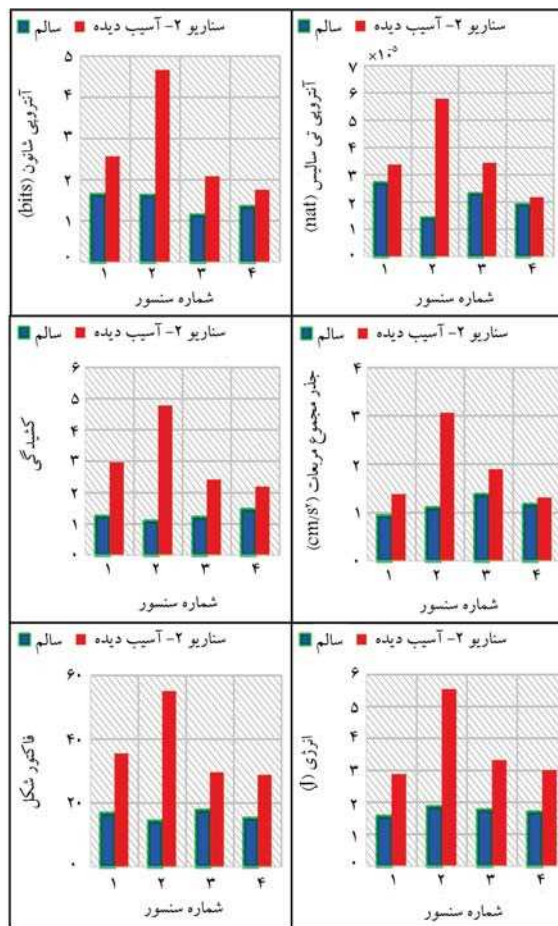 سناریو ۲- آسیب دیده سالم
×۱۰⁻⁵
۷
۶
۵
۴
۳
۲
۱
۰
آنتروپی تی سالیس (nat)
۱ ۲ ۳ ۴
شماره سنسور
سناریو ۲- آسیب دیده سالم
۵
۴
۳
۲
۱
۰
آنتروپی شانون (bits)
۱ ۲ ۳ ۴
شماره سنسور
سناریو ۲- آسیب دیده سالم
۴
۳
۲
۱
۰
جذر مجموع مربعات (cm/s²)
۱ ۲ ۳ ۴
شماره سنسور
سناریو ۲- آسیب دیده سالم
۶
۵
۴
۳
۲
۱
۰
کشیدگی
۱ ۲ ۳ ۴
شماره سنسور
سناریو ۲- آسیب دیده سالم
۶
۵
۴
۳
۲
۱
۰
انرژی (J)
۱ ۲ ۳ ۴
شماره سنسور
سناریو ۲- آسیب دیده سالم
۶۰
۴۰
۲۰
۰
فاکتور شکل
۱ ۲ ۳ ۴
شماره سنسور